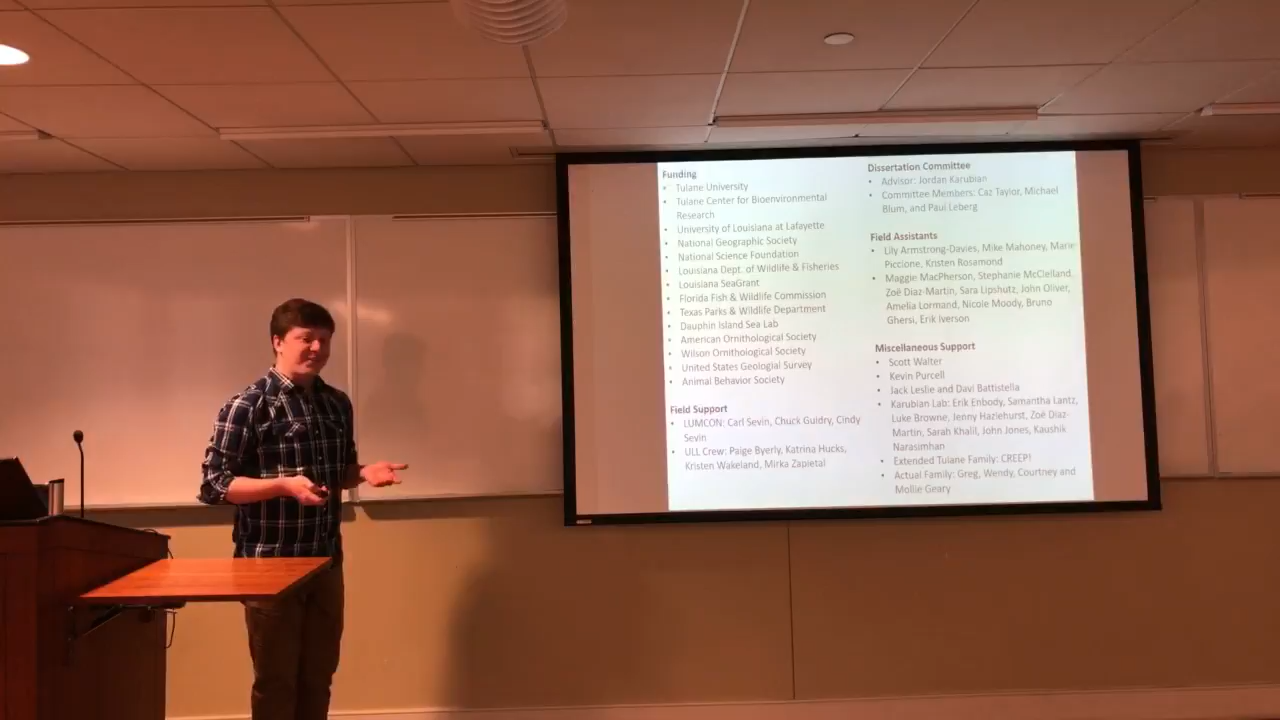 Funding
• Tulane University
• Tulane Center for Bioenvironmental
Research
• University of Louisiana at Lafayette
• National Geographic Society
• National Science Foundation
• Louisiana Dept. of Wildlife & Fisheries
• Louisiana SeaGrant
• Florida Fish & Wildlife Commission
• Texas Parks & Wildlife Department
• Dauphin Island Sea Lab
• American Ornithological Society
• Wilson Ornithological Society
• United States Geologial Survey
• Animal Behavior Society
Field Support
• LUMCON: Carl Sevin, Chuck Guidry, Cindy
Sevin
• ULL Crew: Paige Byerly, Katrina Hucks,
Kristen Wakeland, Mirka Zapletal
Dissertation Committee
• Advisor: Jordan Karubian
• Committee Members: Caz Taylor, Michael
Blum, and Paul Leberg
Field Assistants
• Lily Armstrong-Davies, Mike Mahoney, Marie
Piccione, Kristen Rosamond
• Maggie MacPherson, Stephanie McClelland,
Zoë Diaz-Martin, Sara Lipshutz, John Oliver,
Amelia Lormand, Nicole Moody, Bruno
Ghersi, Erik Iverson
Miscellaneous Support
• Scott Walter
• Kevin Purcell
• Jack Leslie and Davi Battistella
• Karubian Lab: Erik Enbody, Samantha Lantz,
Luke Browne, Jenny Hazlehurst, Zoë Diaz-
Martin, Sarah Khalil, John Jones, Kaushik
Narasimhan
• Extended Tulane Family: CREEP!
• Actual Family: Greg, Wendy, Courtney and
Mollie Geary